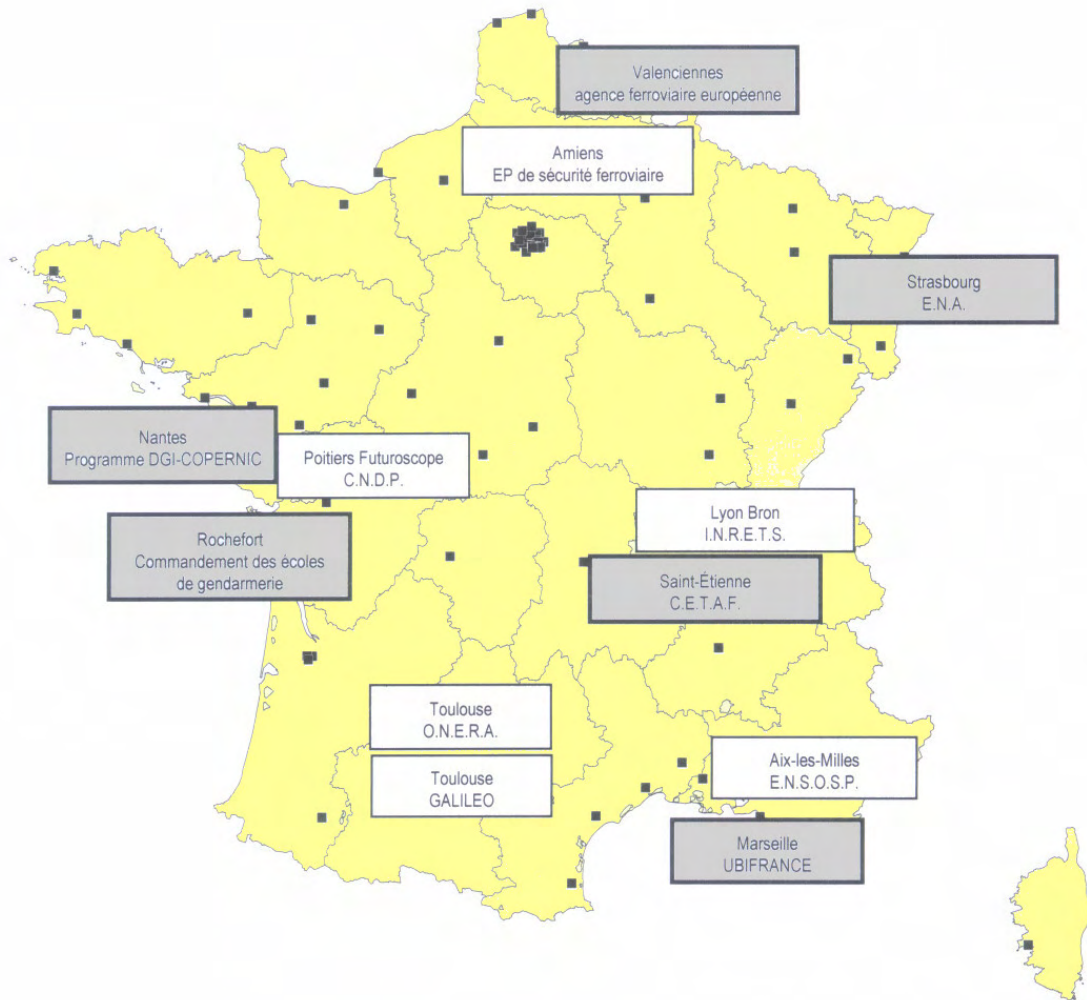 Valenciennes
agence ferroviaire européenne
Amiens
EP de sécurité ferroviaire
Strasbourg
E.N.A.
Nantes
Programme DGI-COPERNIC
Poitiers Futuroscope
C.N.D.P.
Lyon Bron
I.N.R.E.T.S.
Rochefort
Commandement des écoles
de gendarmerie
Saint-Étienne
C.E.T.A.F.
Toulouse
O.N.E.R.A.
Toulouse
GALILEO
Aix-les-Milles
E.N.S.O.S.P.
Marseille
UBIFRANCE